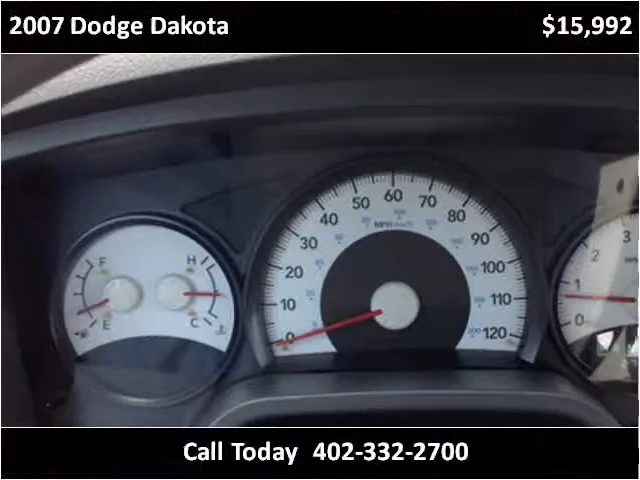 2007 Dodge Dakota $15,992
60
50 70
40 80
30 90
20 100
10 110
0 120
MPH km/h
F H
E C
3
2
1
0
Call Today 402-332-2700